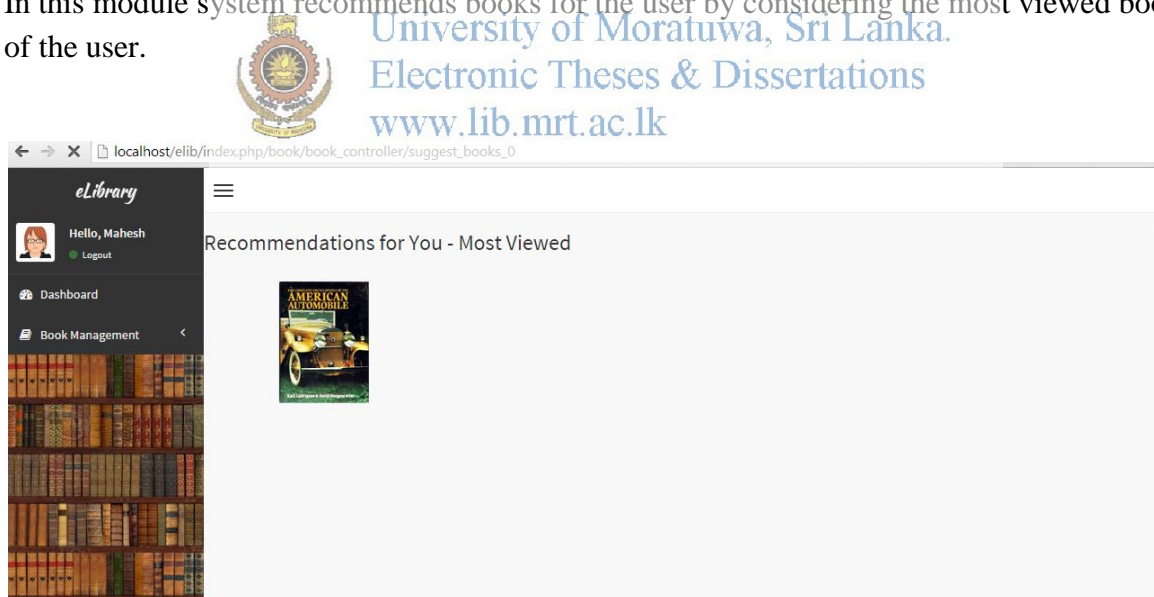 In this module system recommends books for the user by considering the most viewed
of the user.
University of Moratuwa, Sri Lanka.
Electronic Theses & Dissertations
www.lib.mrt.ac.lk
localhost/elib/index.php/book/book_controller/suggest_books_0
eLibrary
Hello, Mahesh
Logout
Recommendations for You - Most Viewed
Dashboard
Book Management
AMERICAN
AUTOMOBILE